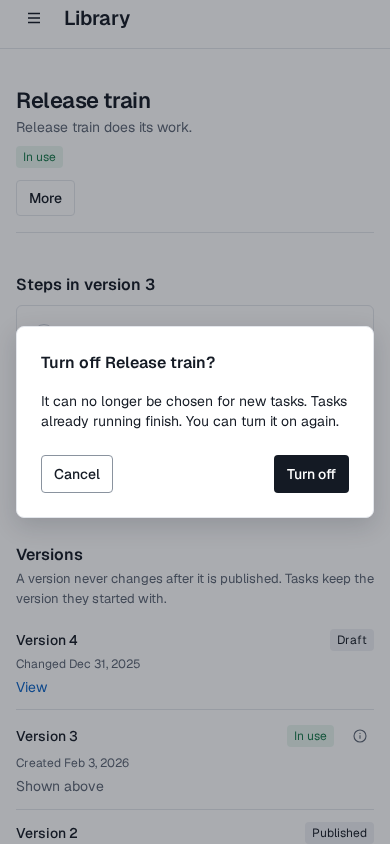 Library
Release train
Release train does its work.
In use
More
Steps in version 3
Turn off Release train?
It can no longer be chosen for new tasks. Tasks
already running finish. You can turn it on again.
Cancel
Turn off
Versions
A version never changes after it is published. Tasks keep the
version they started with.
Version 4
Draft
Changed Dec 31, 2025
View
Version 3
In use
Created Feb 3, 2026
Shown above
Version 2
Published